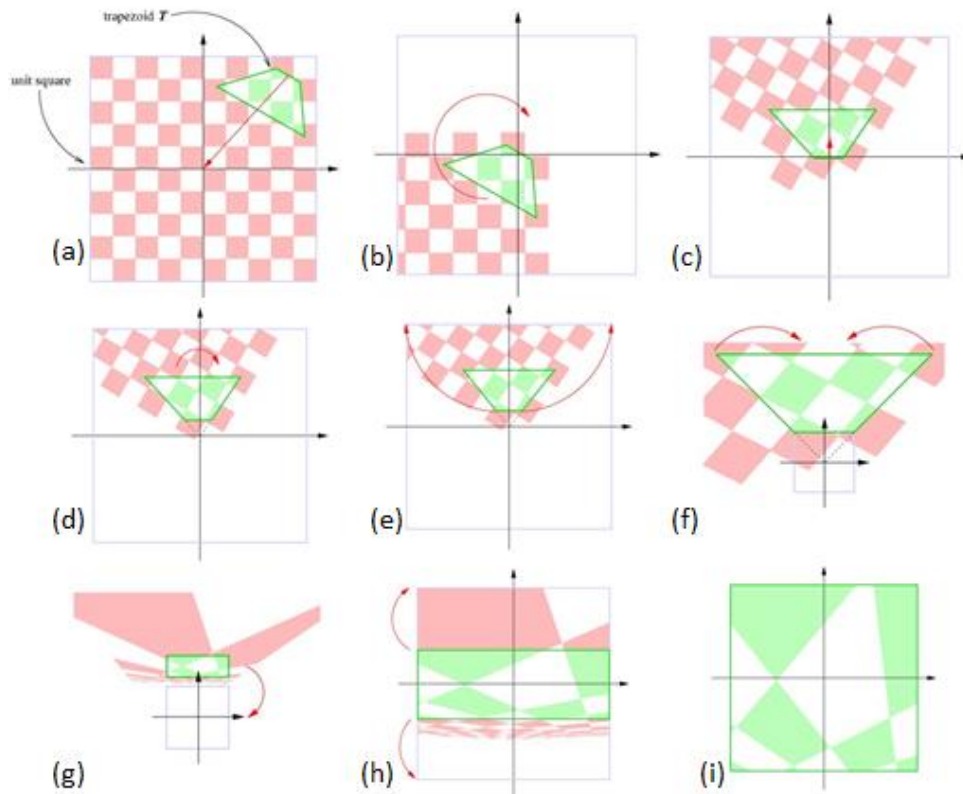 trapezoid T
unit square
(a)
(b)
(c)
(d)
(e)
(f)
(g)
(h)
(i)